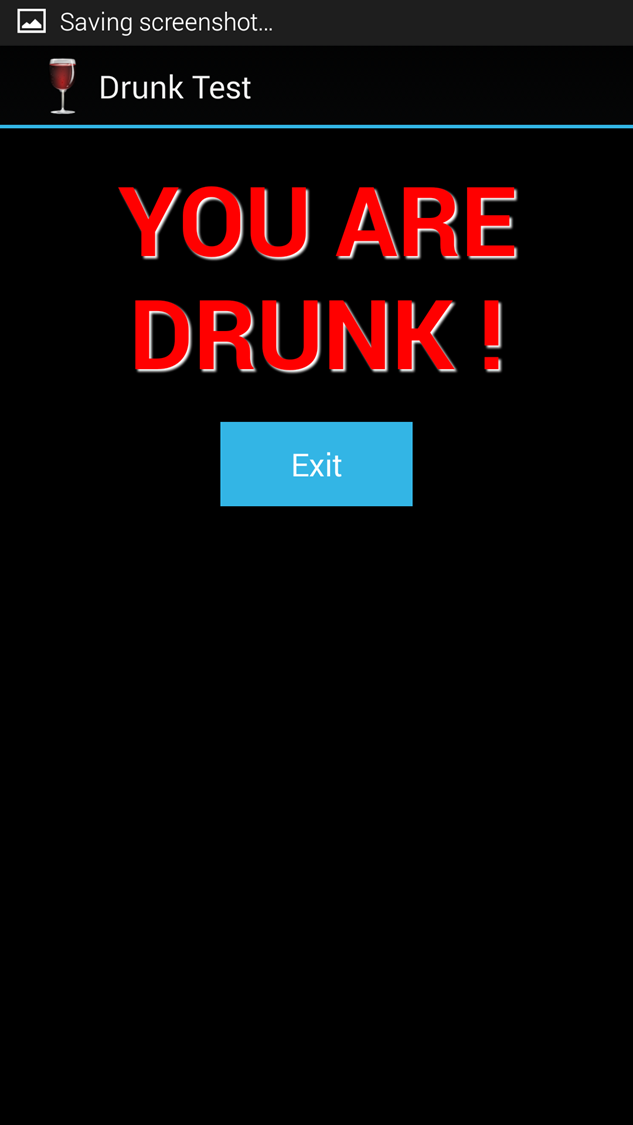 Saving screenshot...
Drunk Test
YOU ARE
DRUNK !
Exit